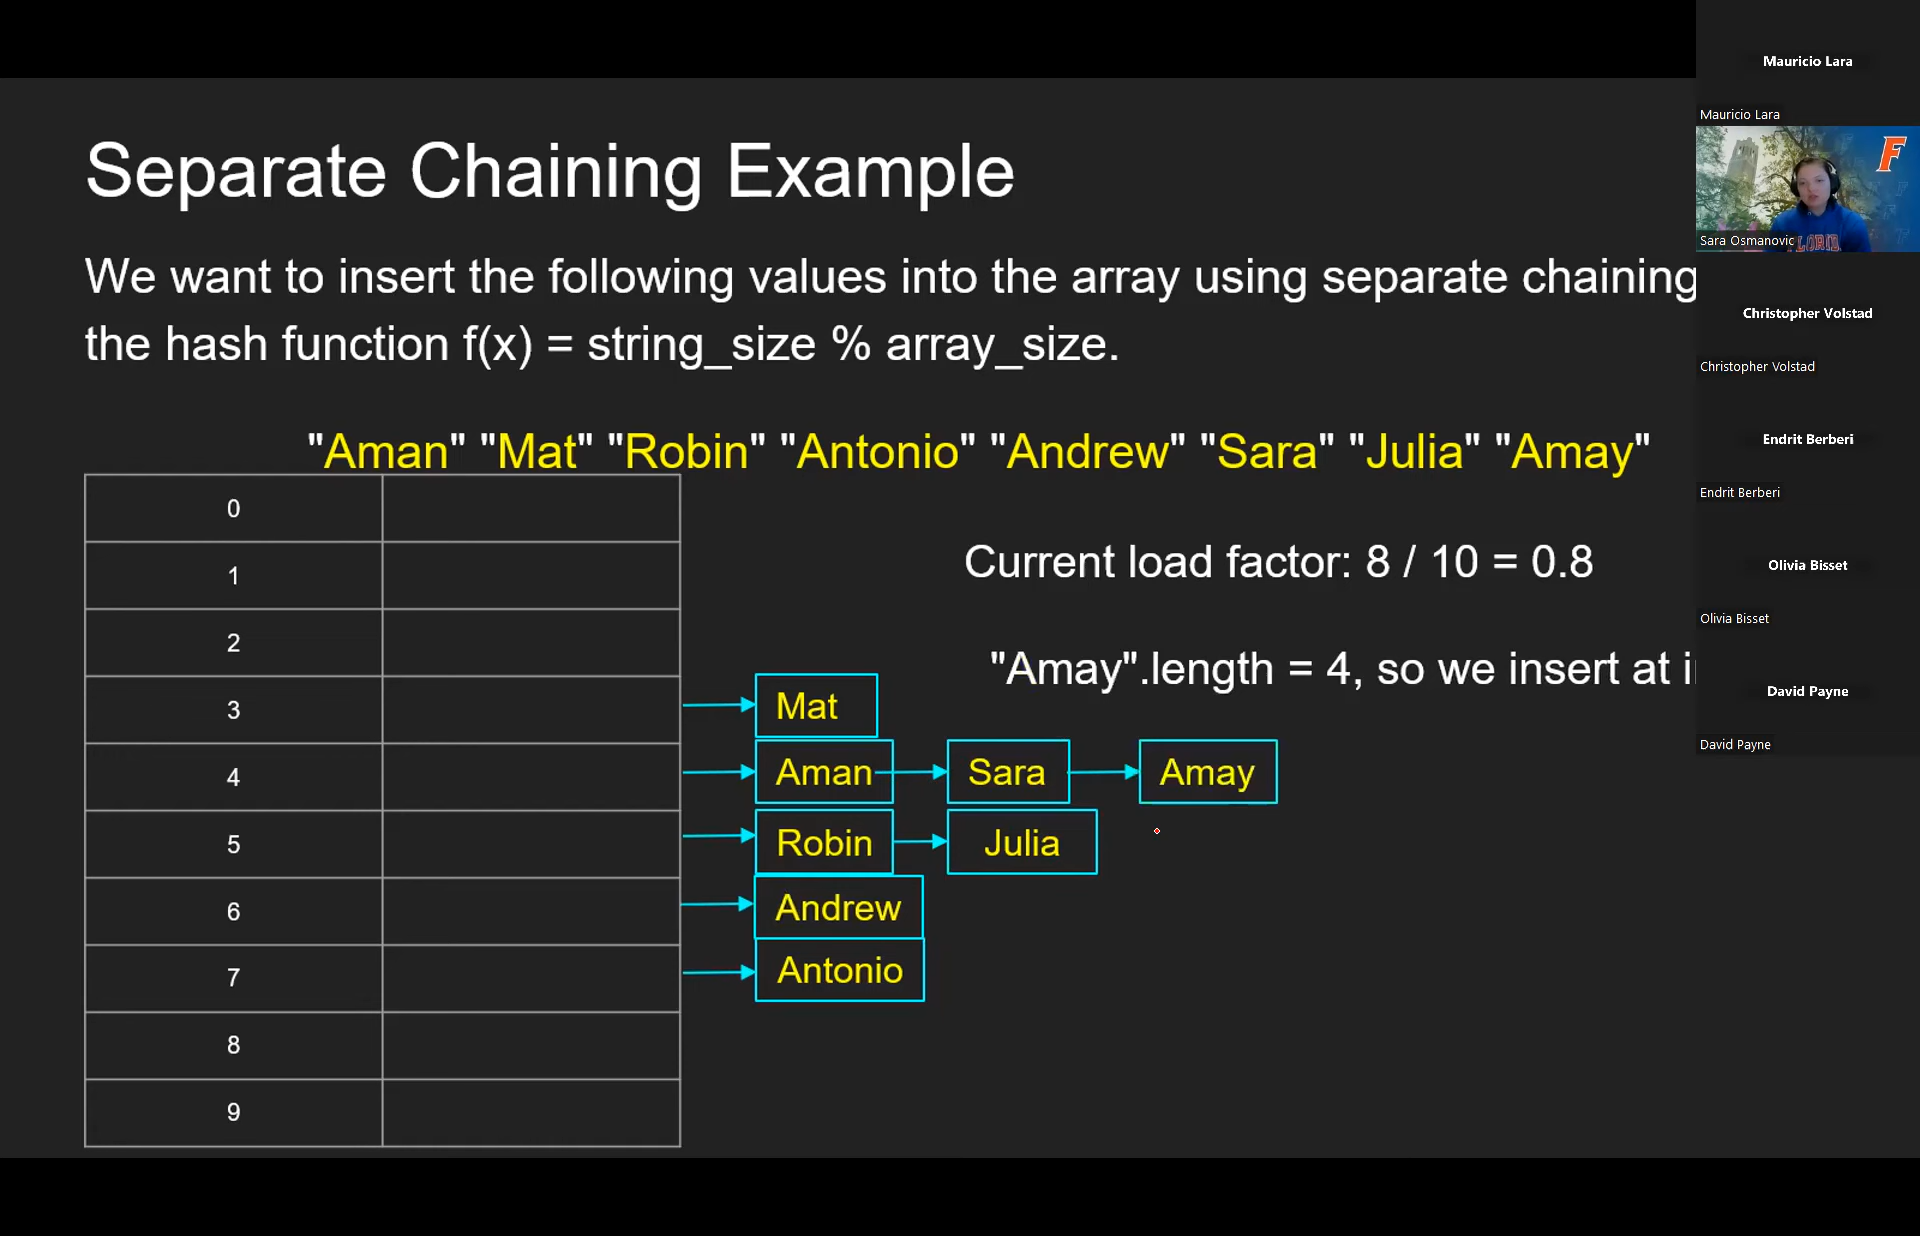 Separate Chaining Example
We want to insert the following values into the array using separate chaining
the hash function f(x) = string_size % array_size.
"Aman" "Mat" "Robin" "Antonio" "Andrew" "Sara" "Julia" "Amay"
0
1
2
3
4
5
6
7
8
9
Current load factor: 8 / 10 = 0.8
"Amay".length = 4, so we insert at
Mat
Aman Sara Amay
Robin Julia
Andrew
Antonio
Mauricio Lara
Mauricio Lara
F
Sara Osmanovic
Christopher Volstad
Christopher Volstad
Endrit Berberi
Endrit Berberi
Olivia Bisset
Olivia Bisset
David Payne
David Payne